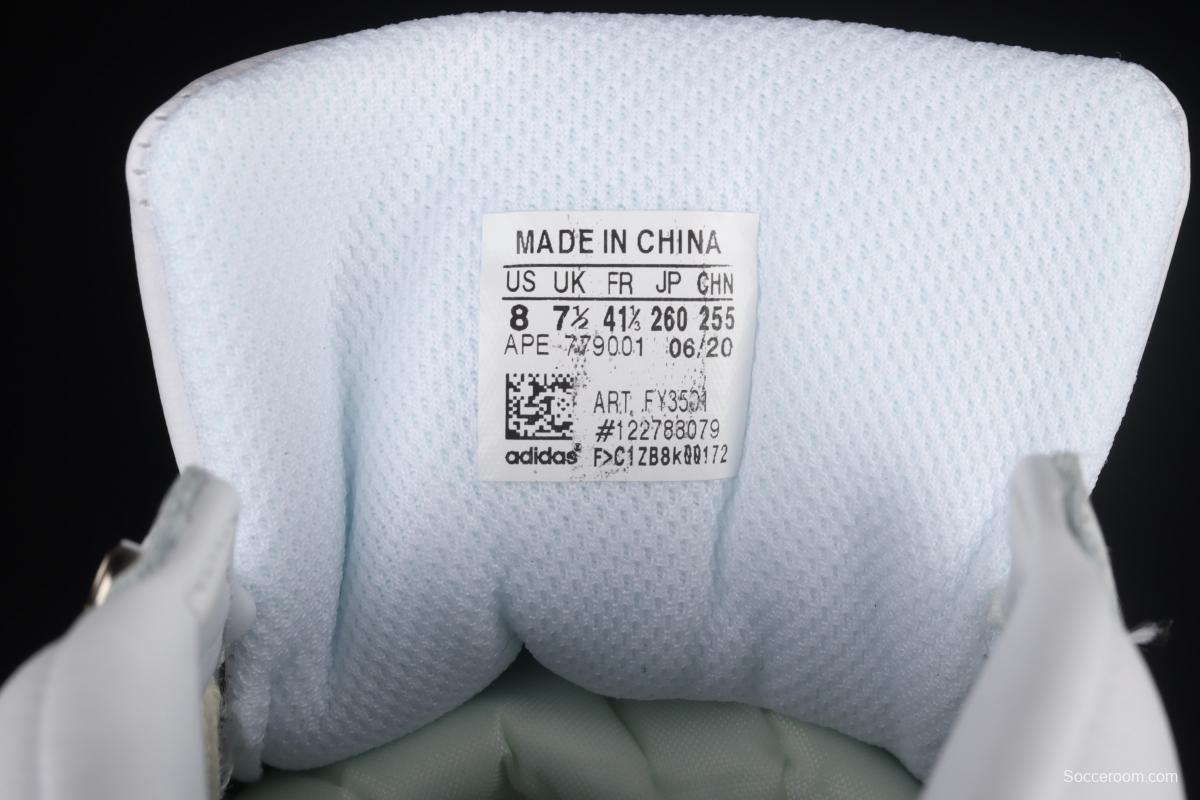 MADE IN CHINA
US UK FR JP CHN
8 7½ 41⅓ 260 255
APE 779001 06/20
ART. FY3501
#122788079
adidas F>C1ZB8k00172
Socceroom.com